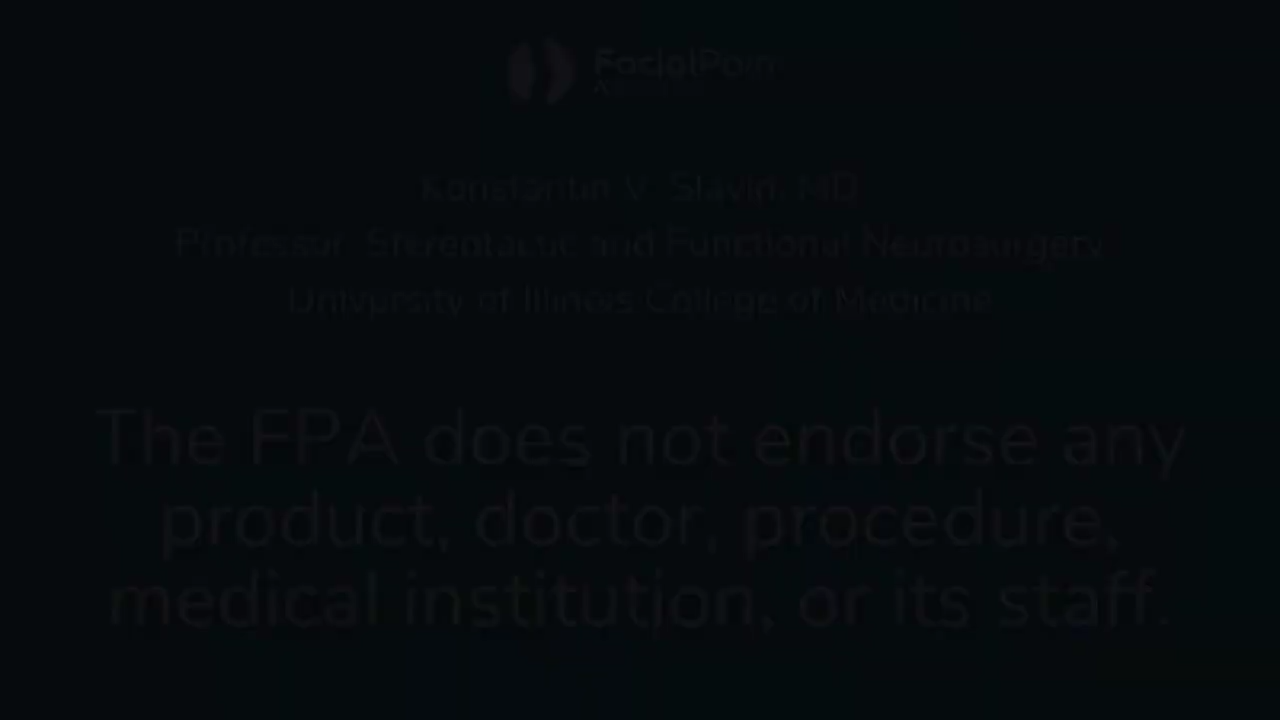 FacialPain
Konstantin V. Slavin, MD
Professor, Stereotactic and Functional Neurosurgery
University of Illinois College of Medicine
The FPA does not endorse any
product, doctor, procedure,
medical institution, or its staff.